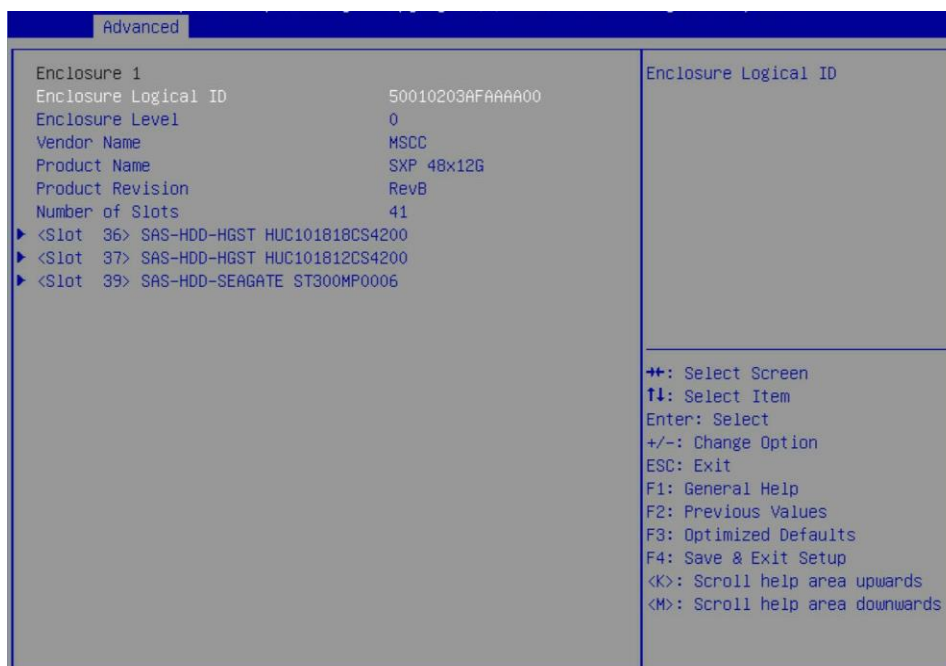 Advanced
Enclosure 1
Enclosure Logical ID 50010203AFAAAA00
Enclosure Level 0
Vendor Name MSCC
Product Name SXP 48x12G
Product Revision RevB
Number of Slots 41
<Slot 36> SAS-HDD-HGST HUC101818CS4200
<Slot 37> SAS-HDD-HGST HUC101812CS4200
<Slot 39> SAS-HDD-SEAGATE ST300MP0006
Enclosure Logical ID
→←: Select Screen
↑↓: Select Item
Enter: Select
+/-: Change Option
ESC: Exit
F1: General Help
F2: Previous Values
F3: Optimized Defaults
F4: Save & Exit Setup
<K>: Scroll help area upwards
<M>: Scroll help area downwards